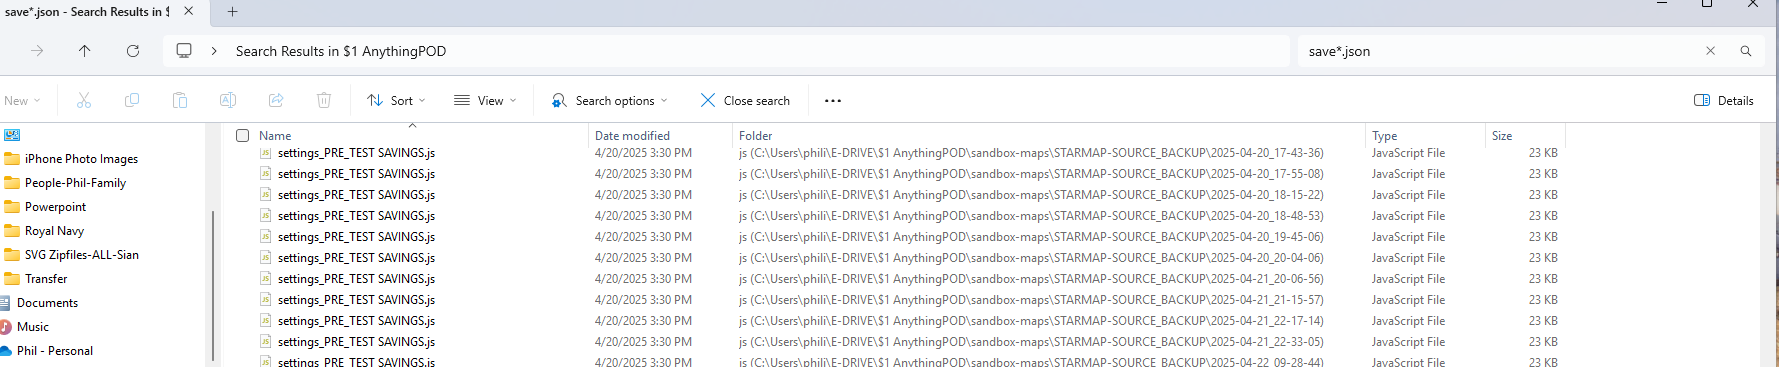 save*.json - Search Results in $
Search Results in $1 AnythingPOD
save*.json
New
Sort
View
Search options
Close search
Details
Name Date modified Folder Type Size
iPhone Photo Images
People-Phil-Family
Powerpoint
Royal Navy
SVG Zipfiles-ALL-Sian
Transfer
Documents
Music
Phil - Personal
settings_PRE_TEST SAVINGS.js 4/20/2025 3:30 PM js (C:\Users\phili\E-DRIVE\$1 AnythingPOD\sandbox-maps\STARMAP-SOURCE_BACKUP\2025-04-20_17-43-36) JavaScript File 23 KB
settings_PRE_TEST SAVINGS.js 4/20/2025 3:30 PM js (C:\Users\phili\E-DRIVE\$1 AnythingPOD\sandbox-maps\STARMAP-SOURCE_BACKUP\2025-04-20_17-55-08) JavaScript File 23 KB
settings_PRE_TEST SAVINGS.js 4/20/2025 3:30 PM js (C:\Users\phili\E-DRIVE\$1 AnythingPOD\sandbox-maps\STARMAP-SOURCE_BACKUP\2025-04-20_18-15-22) JavaScript File 23 KB
settings_PRE_TEST SAVINGS.js 4/20/2025 3:30 PM js (C:\Users\phili\E-DRIVE\$1 AnythingPOD\sandbox-maps\STARMAP-SOURCE_BACKUP\2025-04-20_18-48-53) JavaScript File 23 KB
settings_PRE_TEST SAVINGS.js 4/20/2025 3:30 PM js (C:\Users\phili\E-DRIVE\$1 AnythingPOD\sandbox-maps\STARMAP-SOURCE_BACKUP\2025-04-20_19-45-06) JavaScript File 23 KB
settings_PRE_TEST SAVINGS.js 4/20/2025 3:30 PM js (C:\Users\phili\E-DRIVE\$1 AnythingPOD\sandbox-maps\STARMAP-SOURCE_BACKUP\2025-04-20_20-04-06) JavaScript File 23 KB
settings_PRE_TEST SAVINGS.js 4/20/2025 3:30 PM js (C:\Users\phili\E-DRIVE\$1 AnythingPOD\sandbox-maps\STARMAP-SOURCE_BACKUP\2025-04-21_20-06-56) JavaScript File 23 KB
settings_PRE_TEST SAVINGS.js 4/20/2025 3:30 PM js (C:\Users\phili\E-DRIVE\$1 AnythingPOD\sandbox-maps\STARMAP-SOURCE_BACKUP\2025-04-21_21-15-57) JavaScript File 23 KB
settings_PRE_TEST SAVINGS.js 4/20/2025 3:30 PM js (C:\Users\phili\E-DRIVE\$1 AnythingPOD\sandbox-maps\STARMAP-SOURCE_BACKUP\2025-04-21_22-17-14) JavaScript File 23 KB
settings_PRE_TEST SAVINGS.js 4/20/2025 3:30 PM js (C:\Users\phili\E-DRIVE\$1 AnythingPOD\sandbox-maps\STARMAP-SOURCE_BACKUP\2025-04-21_22-33-05) JavaScript File 23 KB
settings_PRE_TEST SAVINGS.js 4/20/2025 3:30 PM js (C:\Users\phili\E-DRIVE\$1 AnythingPOD\sandbox-maps\STARMAP-SOURCE_BACKUP\2025-04-22_09-28-44) JavaScript File 23 KB